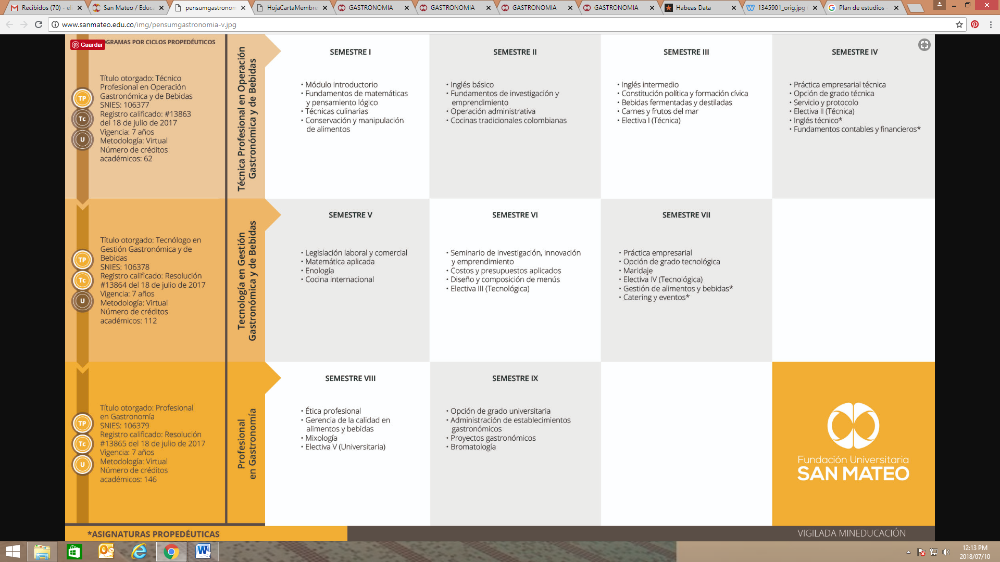 Recibidos (70) - eli
San Mateo / Educa
pensumgastronom
HojaCartaMembre
GASTRONOMIA
GASTRONOMIA
GASTRONOMIA
GASTRONOMIA
Habeas Data
1345901_orig.jpg
Plan de estudios -
www.sanmateo.edu.co/img/pensumgastronomia-v.jpg
Guardar
OGRAMAS POR CICLOS PROPEDÉUTICOS
TP
Tc
U
Título otorgado: Técnico
Profesional en Operación
Gastronómica y de Bebidas
SNIES: 106377
Registro calificado: #13863
del 18 de julio de 2017
Vigencia: 7 años
Metodología: Virtual
Número de créditos
académicos: 62
Técnica Profesional en Operación
Gastronómica y de Bebidas
SEMESTRE I
• Módulo introductorio
• Fundamentos de matemáticas
y pensamiento lógico
• Técnicas culinarias
• Conservación y manipulación
de alimentos
SEMESTRE II
• Inglés básico
• Fundamentos de investigación y
emprendimiento
• Operación administrativa
• Cocinas tradicionales colombianas
SEMESTRE III
• Inglés intermedio
• Constitución política y formación cívica
• Bebidas fermentadas y destiladas
• Carnes y frutos del mar
• Electiva I (Técnica)
SEMESTRE IV
• Práctica empresarial técnica
• Opción de grado técnica
• Servicio y protocolo
• Electiva II (Técnica)
• Inglés técnico*
• Fundamentos contables y financieros*
TP
Tc
U
Título otorgado: Tecnólogo en
Gestión Gastronómica y de
Bebidas
SNIES: 106378
Registro calificado: Resolución
#13864 del 18 de julio de 2017
Vigencia: 7 años
Metodología: Virtual
Número de créditos
académicos: 112
Tecnología en Gestión
Gastronómica y de Bebidas
SEMESTRE V
• Legislación laboral y comercial
• Matemática aplicada
• Enología
• Cocina internacional
SEMESTRE VI
• Seminario de investigación, innovación
y emprendimiento
• Costos y presupuestos aplicados
• Diseño y composición de menús
• Electiva III (Tecnológica)
SEMESTRE VII
• Práctica empresarial
• Opción de grado tecnológica
• Maridaje
• Electiva IV (Tecnológica)
• Gestión de alimentos y bebidas*
• Catering y eventos*
TP
Tc
U
Título otorgado: Profesional
en Gastronomía
SNIES: 106379
Registro calificado: Resolución
#13865 del 18 de julio de 2017
Vigencia: 7 años
Metodología: Virtual
Número de créditos
académicos: 146
Profesional
en Gastronomía
SEMESTRE VIII
• Ética profesional
• Gerencia de la calidad en
alimentos y bebidas
• Mixología
• Electiva V (Universitaria)
SEMESTRE IX
• Opción de grado universitaria
• Administración de establecimientos
gastronómicos
• Proyectos gastronómicos
• Bromatología
Fundación Universitaria
SAN MATEO
*ASIGNATURAS PROPEDÉUTICAS
VIGILADA MINEDUCACIÓN
12:13 PM
2018/07/10